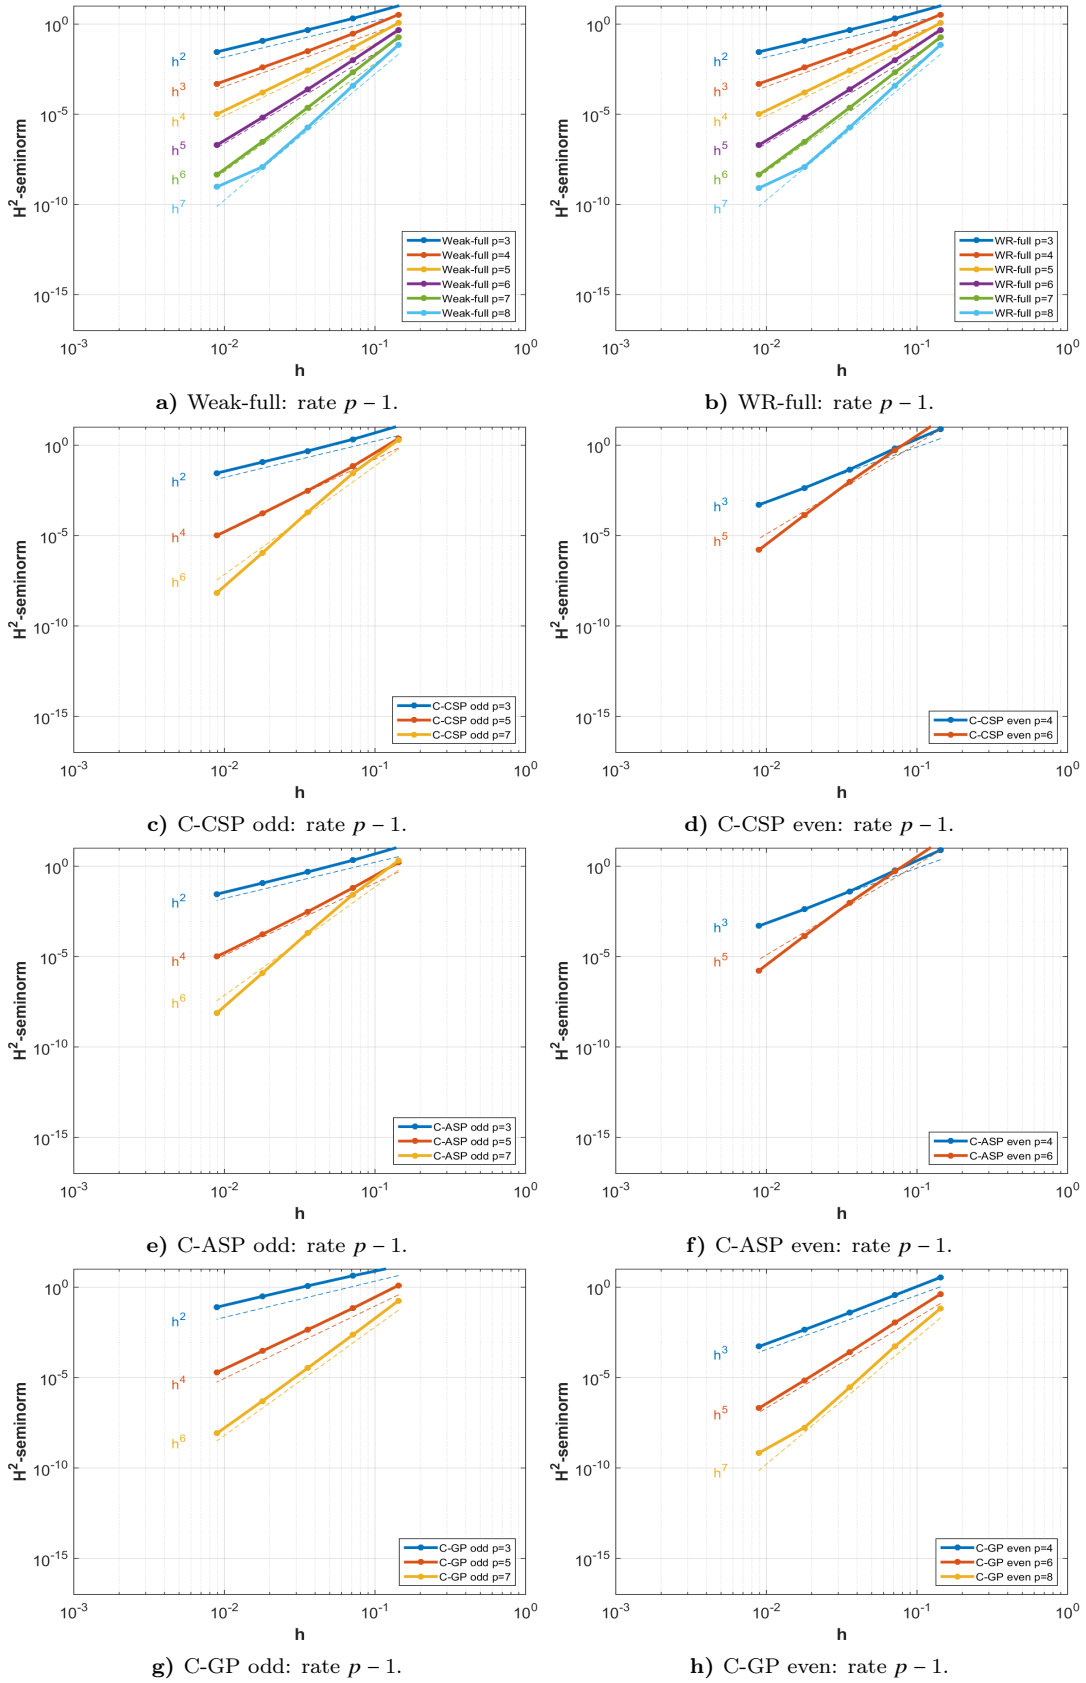 10^0
10^-5
10^-10
10^-15
H^2-seminorm
h^2
h^3
h^4
h^5
h^6
h^7
Weak-full p=3
Weak-full p=4
Weak-full p=5
Weak-full p=6
Weak-full p=7
Weak-full p=8
10^-3 10^-2 10^-1 10^0
h
a) Weak-full: rate p − 1.
10^0
10^-5
10^-10
10^-15
H^2-seminorm
h^2
h^3
h^4
h^5
h^6
h^7
WR-full p=3
WR-full p=4
WR-full p=5
WR-full p=6
WR-full p=7
WR-full p=8
10^-3 10^-2 10^-1 10^0
h
b) WR-full: rate p − 1.
10^0
10^-5
10^-10
10^-15
H^2-seminorm
h^2
h^4
h^6
C-CSP odd p=3
C-CSP odd p=5
C-CSP odd p=7
10^-3 10^-2 10^-1 10^0
h
c) C-CSP odd: rate p − 1.
10^0
10^-5
10^-10
10^-15
H^2-seminorm
h^3
h^5
C-CSP even p=4
C-CSP even p=6
10^-3 10^-2 10^-1 10^0
h
d) C-CSP even: rate p − 1.
10^0
10^-5
10^-10
10^-15
H^2-seminorm
h^2
h^4
h^6
C-ASP odd p=3
C-ASP odd p=5
C-ASP odd p=7
10^-3 10^-2 10^-1 10^0
h
e) C-ASP odd: rate p − 1.
10^0
10^-5
10^-10
10^-15
H^2-seminorm
h^3
h^5
C-ASP even p=4
C-ASP even p=6
10^-3 10^-2 10^-1 10^0
h
f) C-ASP even: rate p − 1.
10^0
10^-5
10^-10
10^-15
H^2-seminorm
h^2
h^4
h^6
C-GP odd p=3
C-GP odd p=5
C-GP odd p=7
10^-3 10^-2 10^-1 10^0
h
g) C-GP odd: rate p − 1.
10^0
10^-5
10^-10
10^-15
H^2-seminorm
h^3
h^5
h^7
C-GP even p=4
C-GP even p=6
C-GP even p=8
10^-3 10^-2 10^-1 10^0
h
h) C-GP even: rate p − 1.